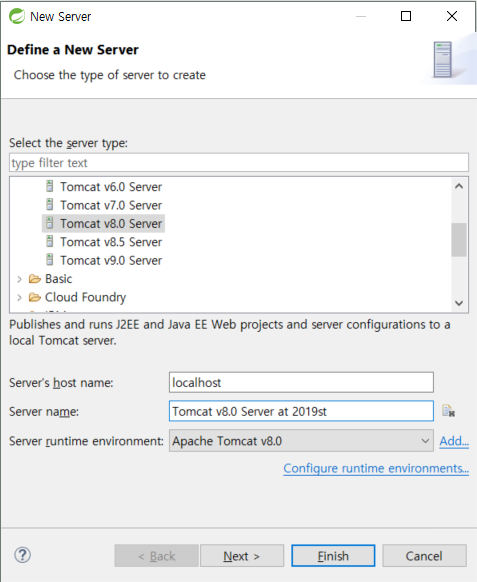 New Server
Define a New Server
Choose the type of server to create
Select the server type:
type filter text
Tomcat v6.0 Server
Tomcat v7.0 Server
Tomcat v8.0 Server
Tomcat v8.5 Server
Tomcat v9.0 Server
Basic
Cloud Foundry
Publishes and runs J2EE and Java EE Web projects and server configurations to a
local Tomcat server.
Server's host name: localhost
Server name: Tomcat v8.0 Server at 2019st
Server runtime environment: Apache Tomcat v8.0 Add...
Configure runtime environments...
? < Back Next > Finish Cancel